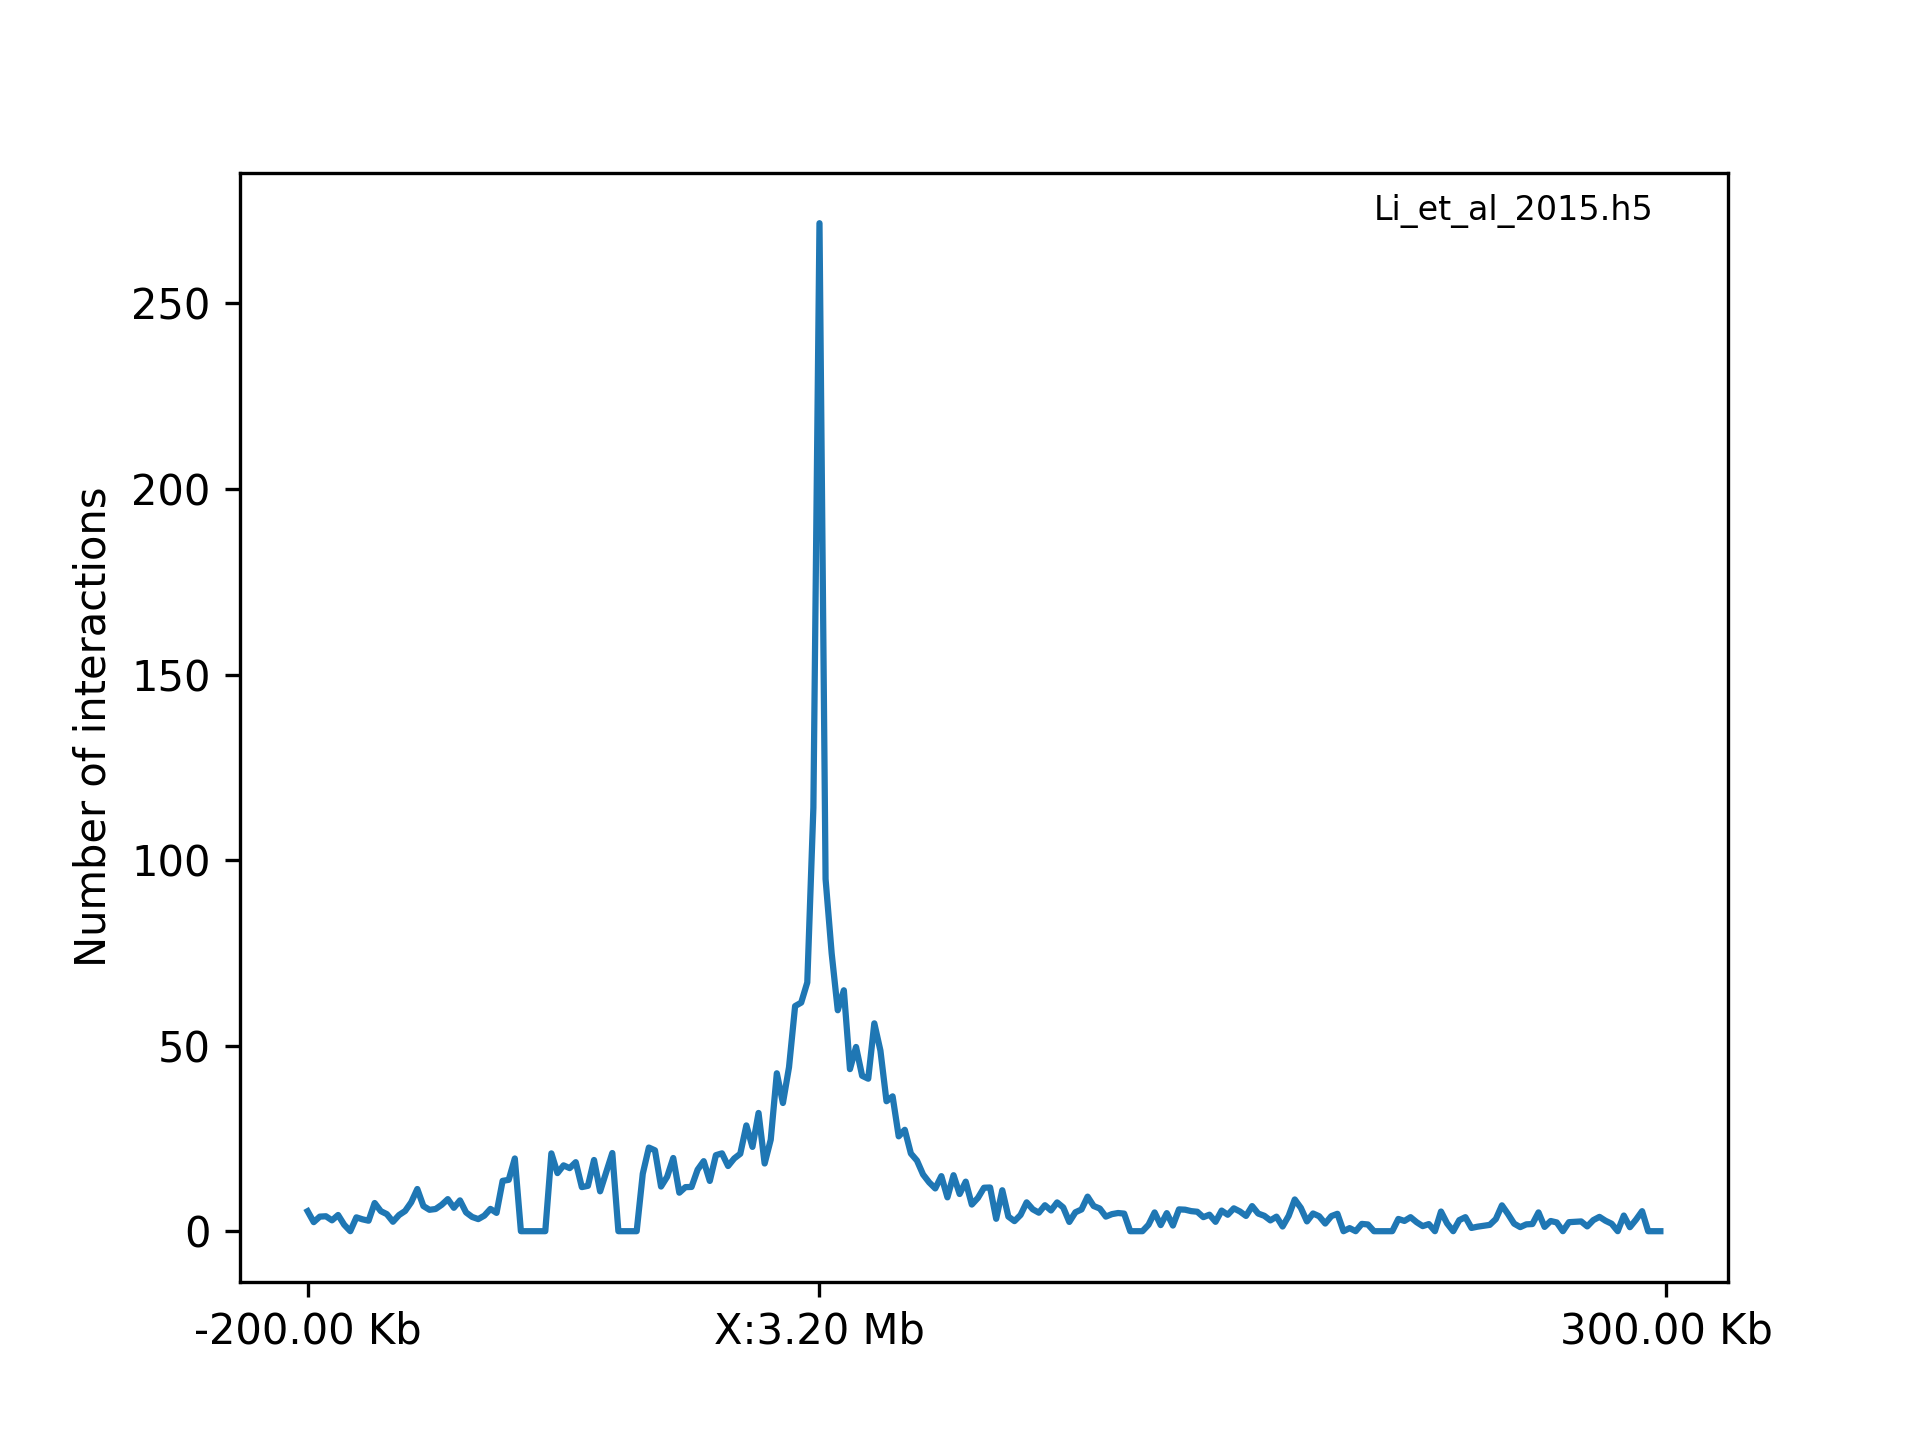 Li_et_al_2015.h5
Number of interactions
250
200
150
100
50
0
-200.00 Kb
X:3.20 Mb
300.00 Kb